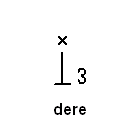 ×
⊥ 3
dere